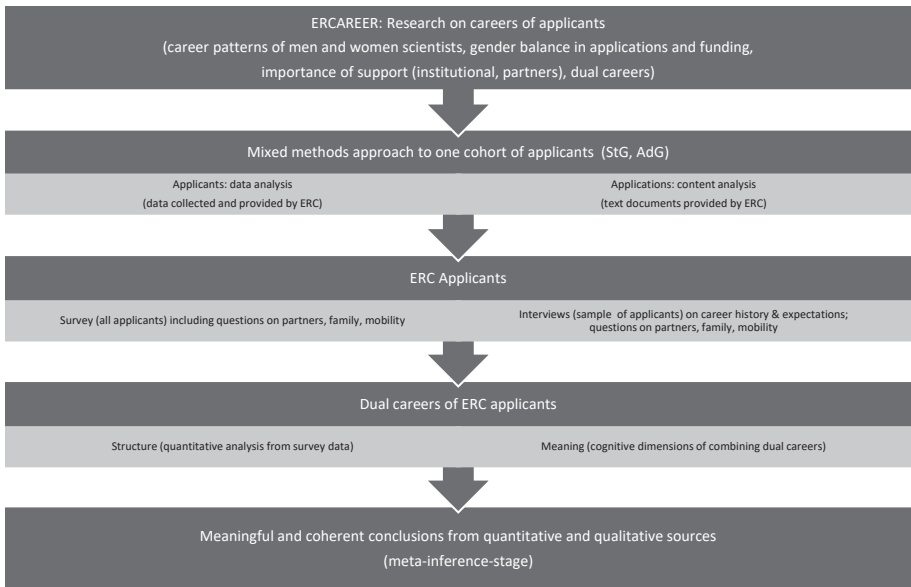 ERCAREER: Research on careers of applicants
(career patterns of men and women scientists, gender balance in applications and funding,
importance of support (institutional, partners), dual careers)
Mixed methods approach to one cohort of applicants (StG, AdG)
Applicants: data analysis
(data collected and provided by ERC)
Applications: content analysis
(text documents provided by ERC)
ERC Applicants
Survey (all applicants) including questions on partners, family, mobility
Interviews (sample of applicants) on career history & expectations;
questions on partners, family, mobility
Dual careers of ERC applicants
Structure (quantitative analysis from survey data)
Meaning (cognitive dimensions of combining dual careers)
Meaningful and coherent conclusions from quantitative and qualitative sources
(meta-inference-stage)